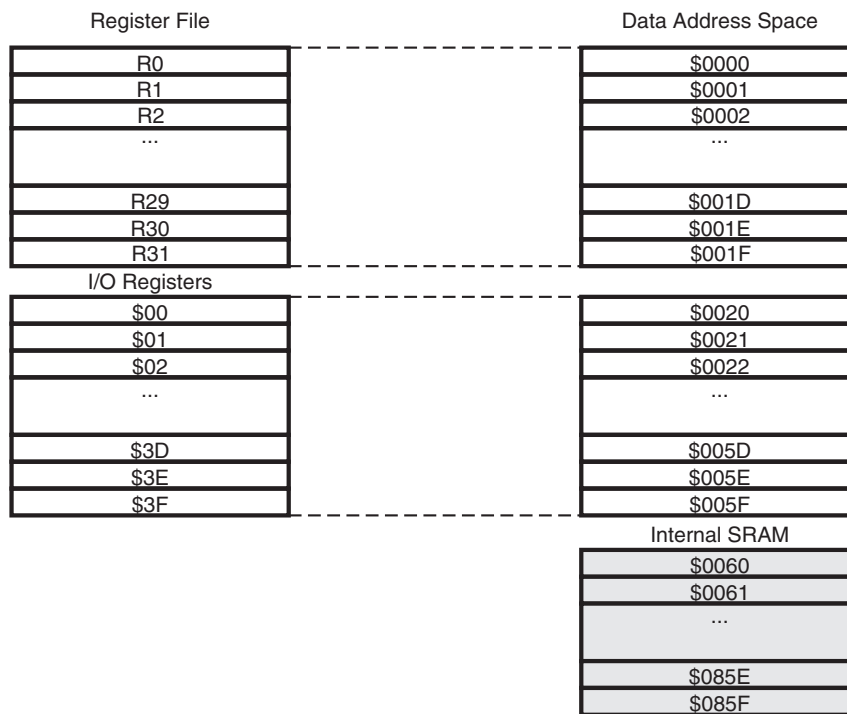 Register File Data Address Space
R0 $0000
R1 $0001
R2 $0002
... ...
R29 $001D
R30 $001E
R31 $001F
I/O Registers
$00 $0020
$01 $0021
$02 $0022
... ...
$3D $005D
$3E $005E
$3F $005F
Internal SRAM
$0060
$0061
...
$085E
$085F